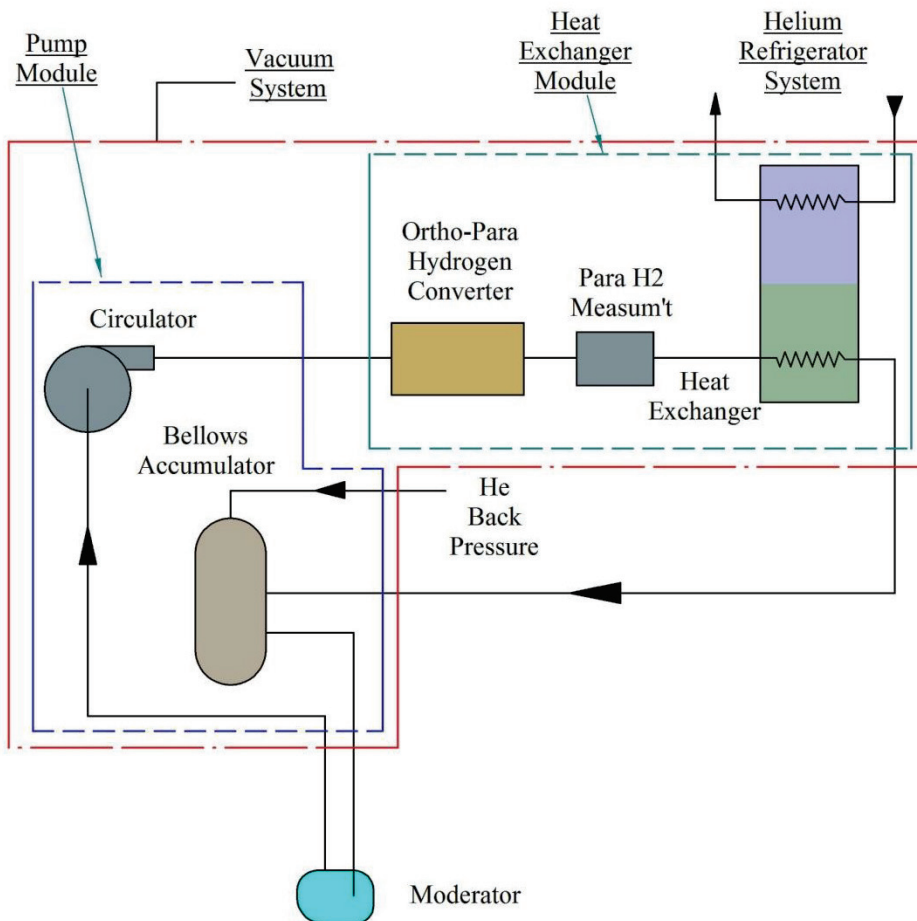 Pump
Module
Vacuum
System
Heat
Exchanger
Module
Helium
Refrigerator
System
Ortho-Para
Hydrogen
Converter
Para H2
Measum't
Circulator
Heat
Exchanger
Bellows
Accumulator
He
Back
Pressure
Moderator